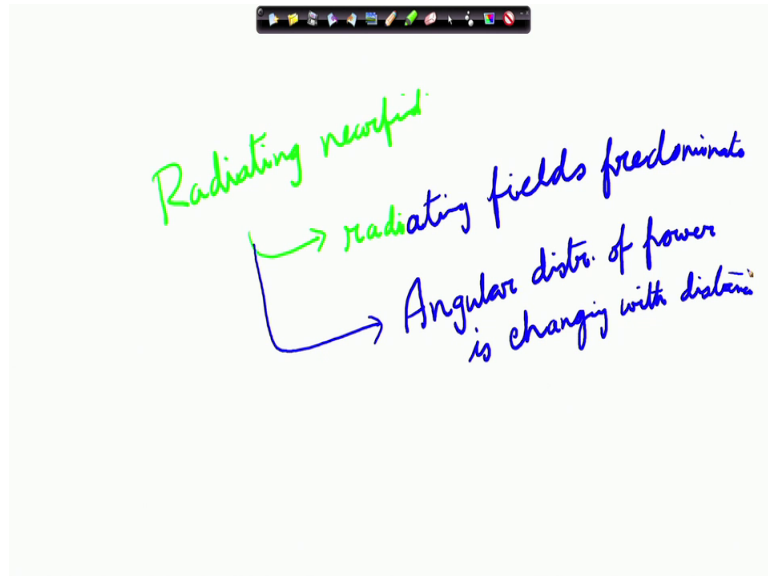 Radiating nearfield
radiating fields predominate
Angular distr. of power
is changing with distance